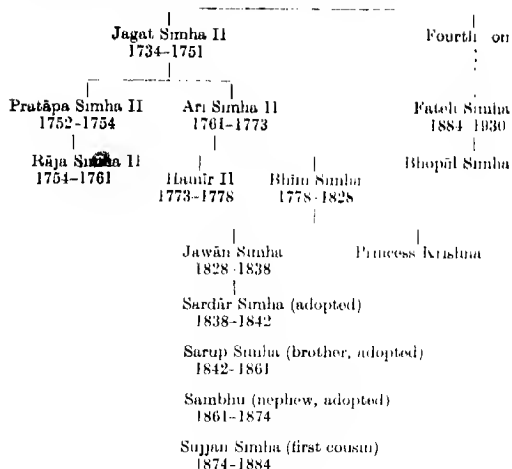 Jagat Simha II Fourth on
1734–1751
Pratāpa Simha II Ari Simha II Fateh Simha
1752–1754 1761–1773 1884 1930
Rāja Simha II Hamīr II Bhīm Simha Bhopāl Simha
1754–1761 1773–1778 1778–1828
Jawān Simha Princess Krishna
1828–1838
Sardār Simha (adopted)
1838–1842
Sarup Simha (brother, adopted)
1842–1861
Sambhu (nephew, adopted)
1861–1874
Sujjan Simha (first cousin)
1874–1884